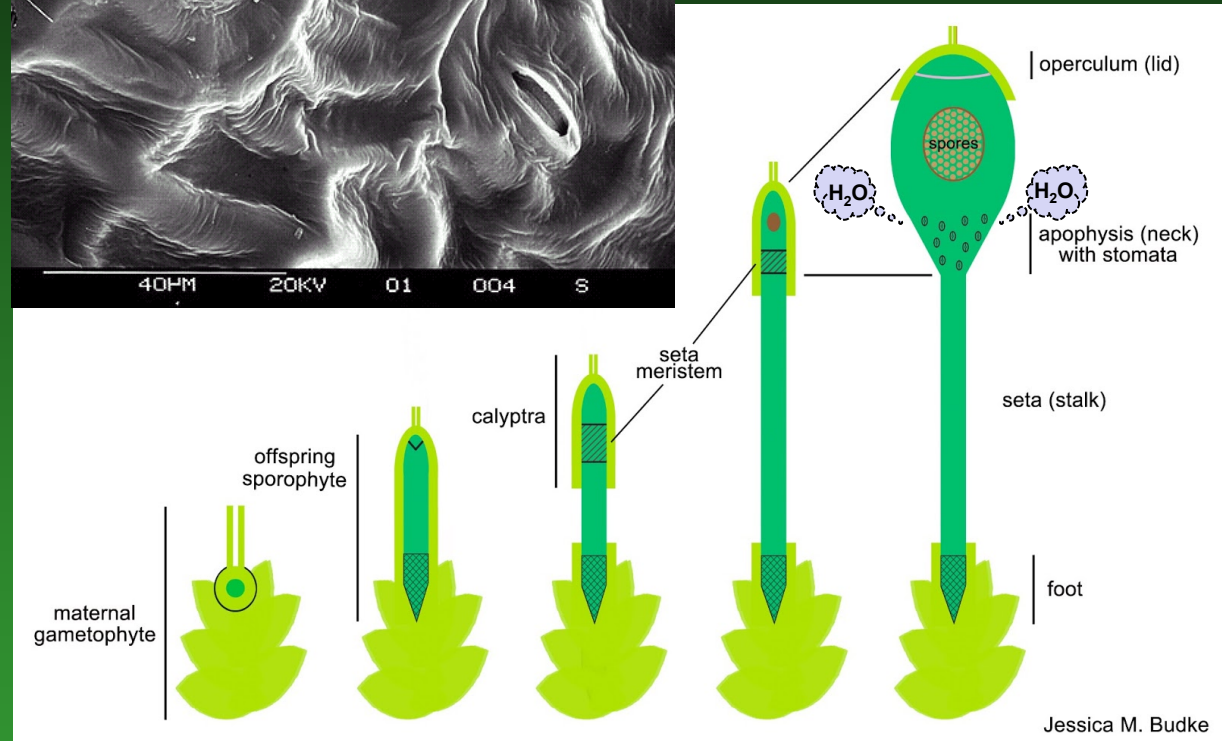 40µM 20KV 01 004 S
operculum (lid)
spores
H₂O
H₂O
apophysis (neck)
with stomata
seta
meristem
calyptra
seta (stalk)
offspring
sporophyte
foot
maternal
gametophyte
Jessica M. Budke